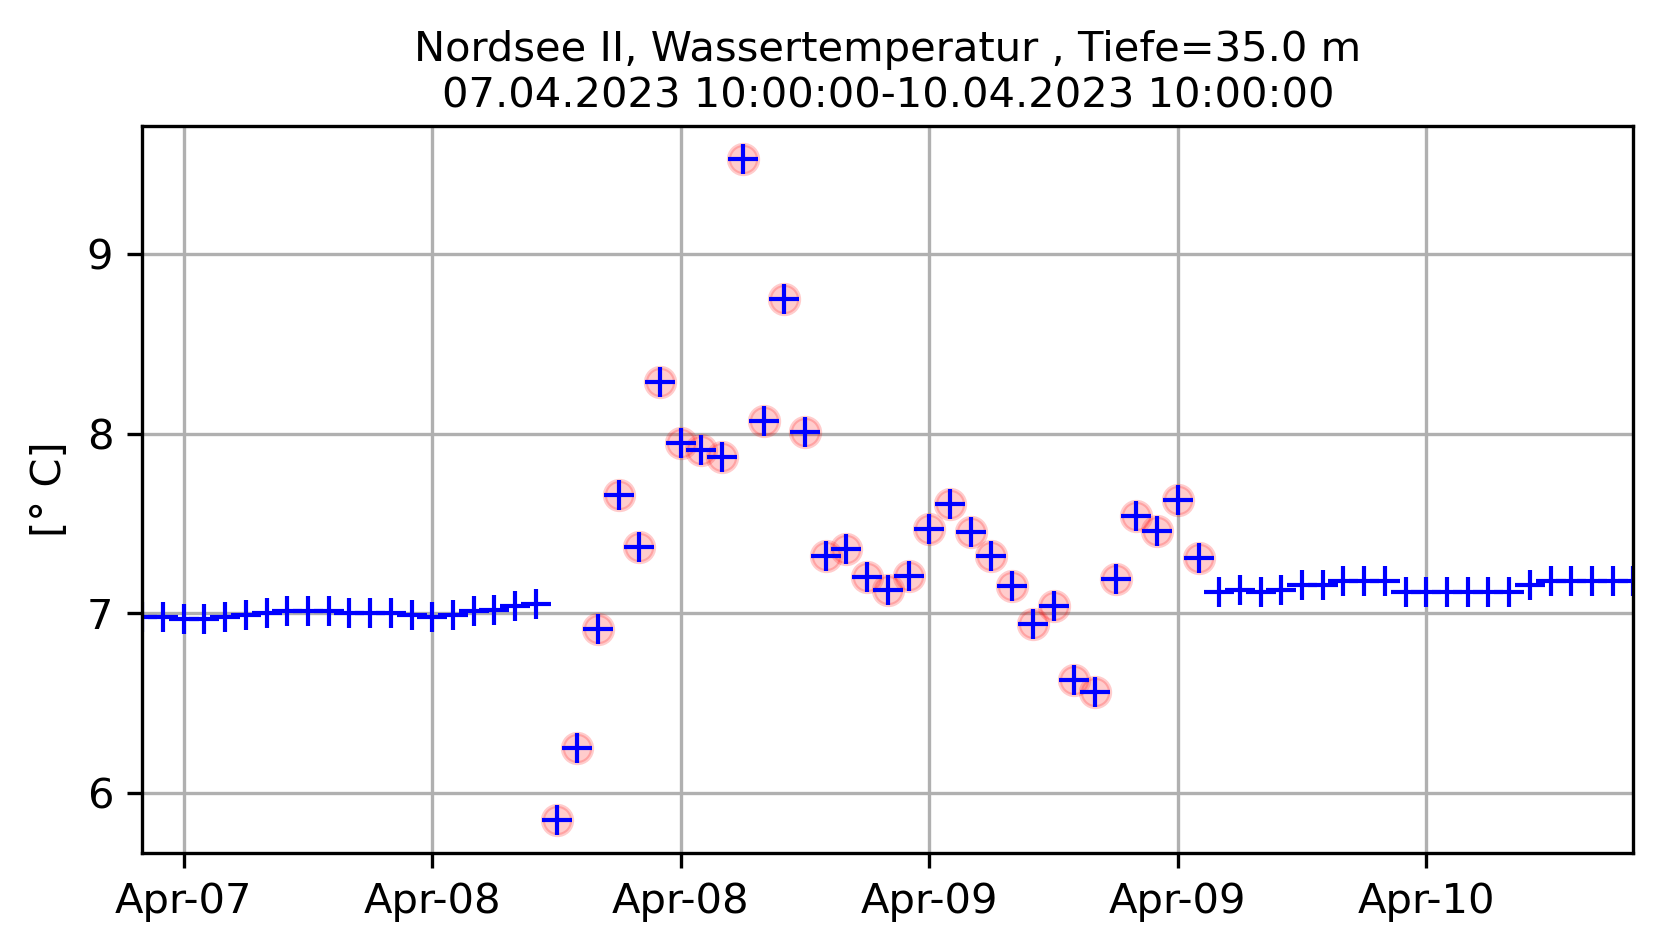 Nordsee II, Wassertemperatur , Tiefe=35.0 m
07.04.2023 10:00:00-10.04.2023 10:00:00
[° C]
9
8
7
6
Apr-07 Apr-08 Apr-08 Apr-09 Apr-09 Apr-10